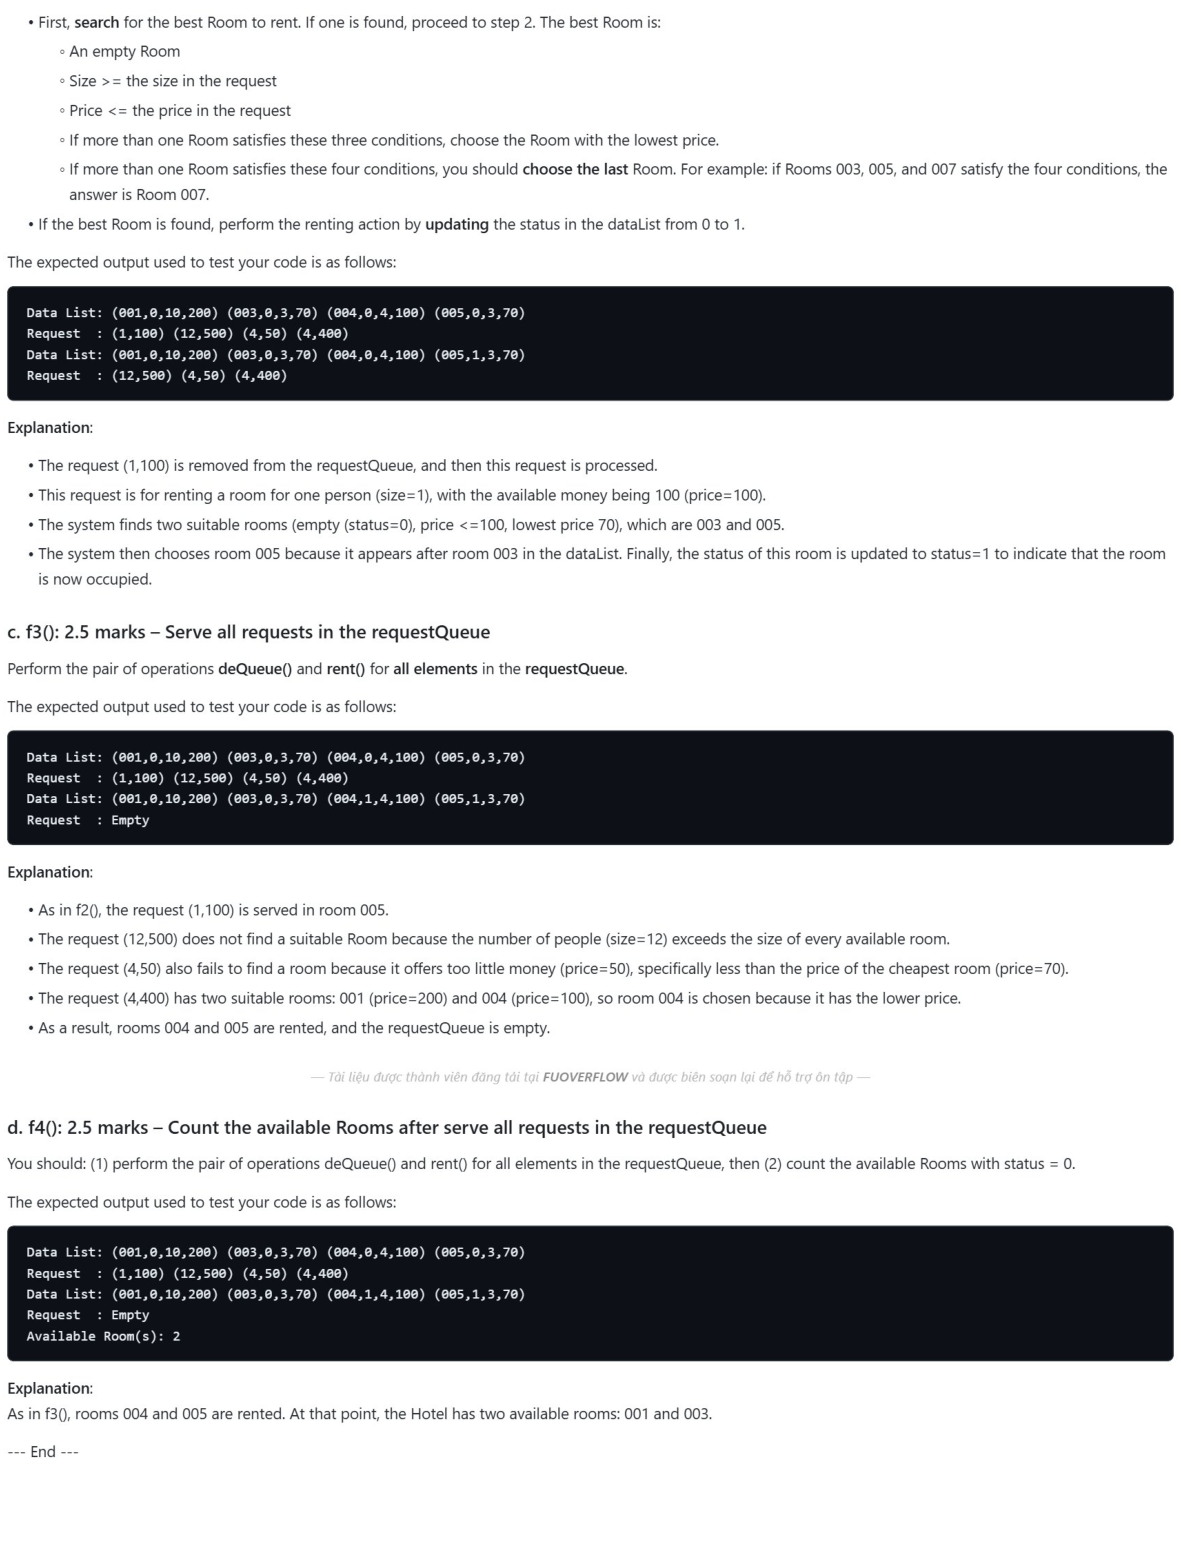 • First, search for the best Room to rent. If one is found, proceed to step 2. The best Room is:
◦ An empty Room
◦ Size >= the size in the request
◦ Price <= the price in the request
◦ If more than one Room satisfies these three conditions, choose the Room with the lowest price.
◦ If more than one Room satisfies these four conditions, you should choose the last Room. For example: if Rooms 003, 005, and 007 satisfy the four conditions, the
answer is Room 007.
• If the best Room is found, perform the renting action by updating the status in the dataList from 0 to 1.
The expected output used to test your code is as follows:
Data List: (001,0,10,200) (003,0,3,70) (004,0,4,100) (005,0,3,70)
Request  : (1,100) (12,500) (4,50) (4,400)
Data List: (001,0,10,200) (003,0,3,70) (004,0,4,100) (005,1,3,70)
Request  : (12,500) (4,50) (4,400)
Explanation:
• The request (1,100) is removed from the requestQueue, and then this request is processed.
• This request is for renting a room for one person (size=1), with the available money being 100 (price=100).
• The system finds two suitable rooms (empty (status=0), price <=100, lowest price 70), which are 003 and 005.
• The system then chooses room 005 because it appears after room 003 in the dataList. Finally, the status of this room is updated to status=1 to indicate that the room
is now occupied.
c. f3(): 2.5 marks – Serve all requests in the requestQueue
Perform the pair of operations deQueue() and rent() for all elements in the requestQueue.
The expected output used to test your code is as follows:
Data List: (001,0,10,200) (003,0,3,70) (004,0,4,100) (005,0,3,70)
Request  : (1,100) (12,500) (4,50) (4,400)
Data List: (001,0,10,200) (003,0,3,70) (004,1,4,100) (005,1,3,70)
Request  : Empty
Explanation:
• As in f2(), the request (1,100) is served in room 005.
• The request (12,500) does not find a suitable Room because the number of people (size=12) exceeds the size of every available room.
• The request (4,50) also fails to find a room because it offers too little money (price=50), specifically less than the price of the cheapest room (price=70).
• The request (4,400) has two suitable rooms: 001 (price=200) and 004 (price=100), so room 004 is chosen because it has the lower price.
• As a result, rooms 004 and 005 are rented, and the requestQueue is empty.
— Tài liệu được thành viên đăng tải tại FUOVERFLOW và được biên soạn lại để hỗ trợ ôn tập —
d. f4(): 2.5 marks – Count the available Rooms after serve all requests in the requestQueue
You should: (1) perform the pair of operations deQueue() and rent() for all elements in the requestQueue, then (2) count the available Rooms with status = 0.
The expected output used to test your code is as follows:
Data List: (001,0,10,200) (003,0,3,70) (004,0,4,100) (005,0,3,70)
Request  : (1,100) (12,500) (4,50) (4,400)
Data List: (001,0,10,200) (003,0,3,70) (004,1,4,100) (005,1,3,70)
Request  : Empty
Available Room(s): 2
Explanation:
As in f3(), rooms 004 and 005 are rented. At that point, the Hotel has two available rooms: 001 and 003.
--- End ---